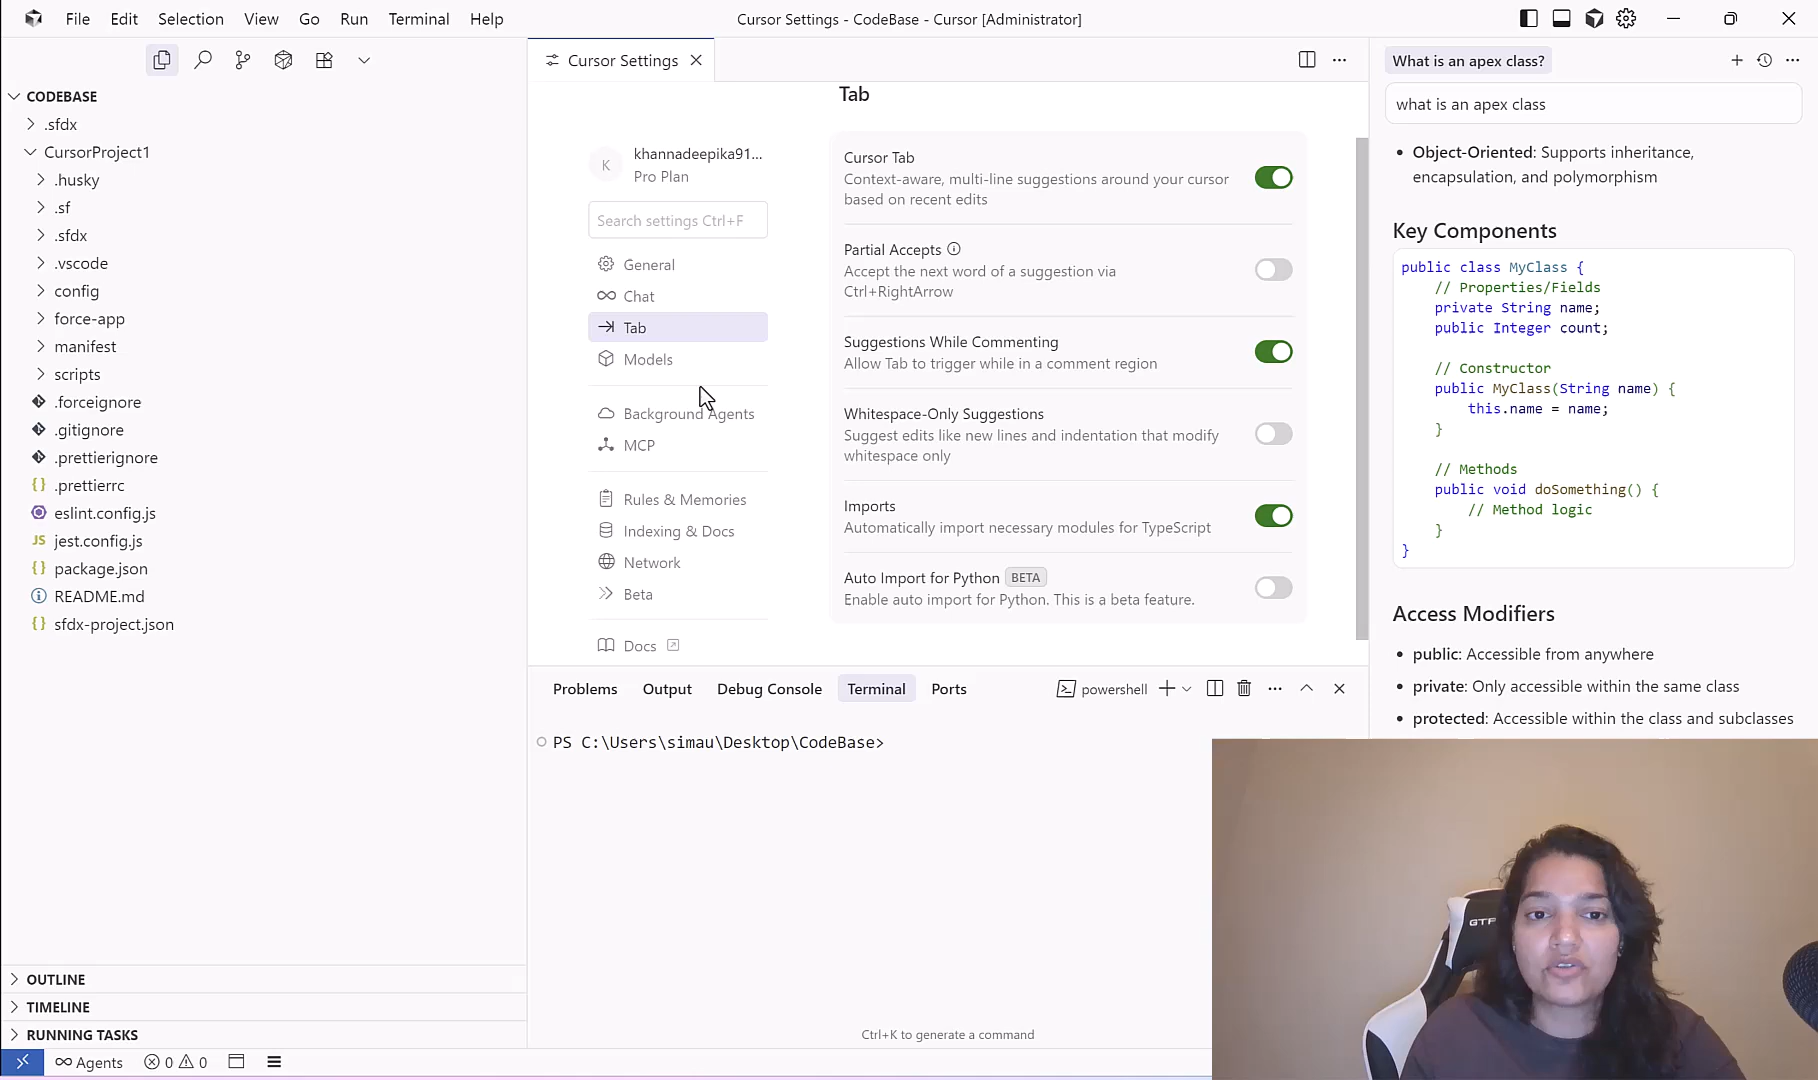 File Edit Selection View Go Run Terminal Help
Cursor Settings - CodeBase - Cursor [Administrator]
CODEBASE
.sfdx
CursorProject1
.husky
.sf
.sfdx
.vscode
config
force-app
manifest
scripts
.forceignore
.gitignore
.prettierignore
.prettierrc
eslint.config.js
JS jest.config.js
package.json
README.md
sfdx-project.json
OUTLINE
TIMELINE
RUNNING TASKS
Agents 0 0
Cursor Settings
K
khannadeepika91...
Pro Plan
Search settings Ctrl+F
General
Chat
Tab
Models
Background Agents
MCP
Rules & Memories
Indexing & Docs
Network
Beta
Docs
Tab
Cursor Tab
Context-aware, multi-line suggestions around your cursor
based on recent edits
Partial Accepts
Accept the next word of a suggestion via
Ctrl+RightArrow
Suggestions While Commenting
Allow Tab to trigger while in a comment region
Whitespace-Only Suggestions
Suggest edits like new lines and indentation that modify
whitespace only
Imports
Automatically import necessary modules for TypeScript
Auto Import for Python BETA
Enable auto import for Python. This is a beta feature.
Problems Output Debug Console Terminal Ports
powershell
PS C:\Users\simau\Desktop\CodeBase>
Ctrl+K to generate a command
What is an apex class?
what is an apex class
• Object-Oriented: Supports inheritance,
encapsulation, and polymorphism
Key Components
public class MyClass {
// Properties/Fields
private String name;
public Integer count;
// Constructor
public MyClass(String name) {
this.name = name;
}
// Methods
public void doSomething() {
// Method logic
}
}
Access Modifiers
• public: Accessible from anywhere
• private: Only accessible within the same class
• protected: Accessible within the class and subclasses
GTF